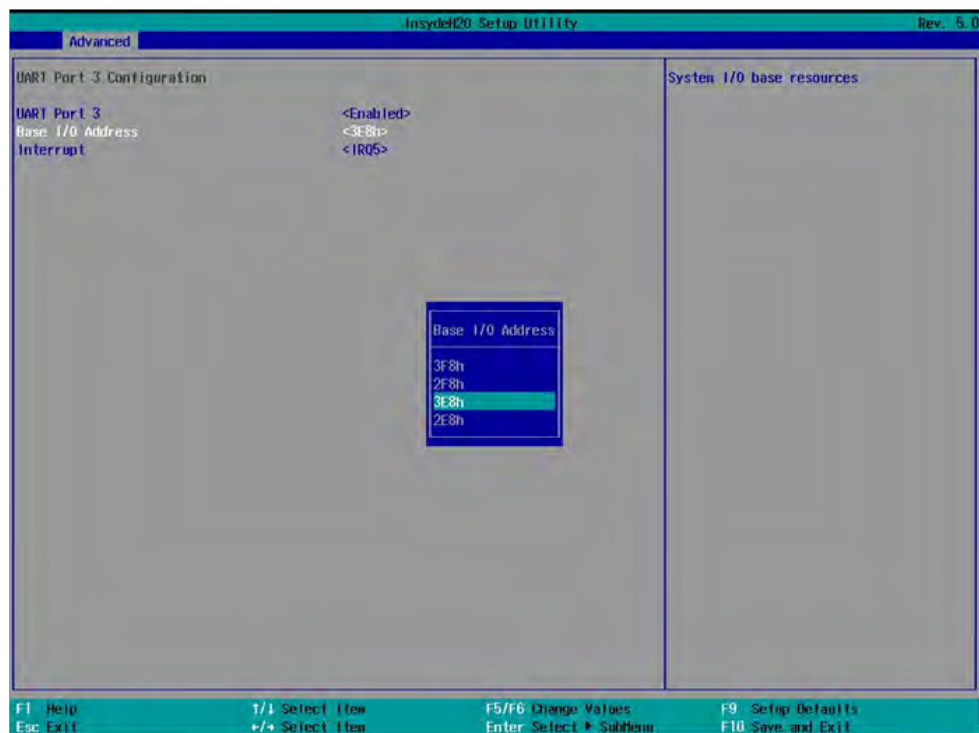 InsydeH20 Setup Utility Rev. 5.0
Advanced
UART Port 3 Configuration
UART Port 3 <Enabled>
Base I/O Address <3E8h>
Interrupt <IRQ5>
System I/O base resources
Base I/O Address
3F8h
2F8h
3E8h
2E8h
F1 Help ↑/↓ Select Item F5/F6 Change Values F9 Setup Defaults
Esc Exit ←/→ Select Item Enter Select ▶ SubMenu F10 Save and Exit